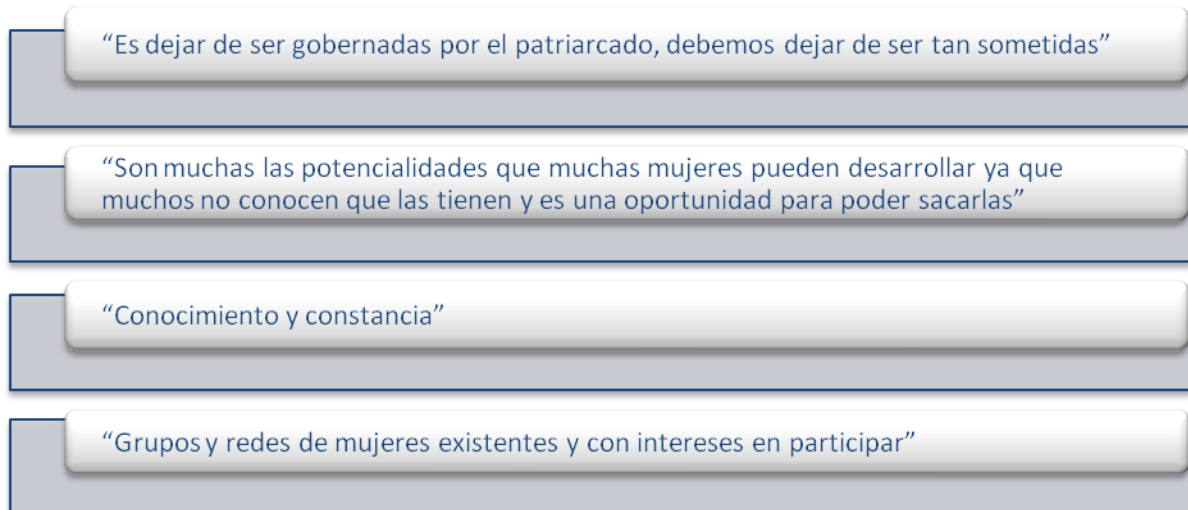 “Es dejar de ser gobernadas por el patriarcado, debemos dejar de ser tan sometidas”
“Son muchas las potencialidades que muchas mujeres pueden desarrollar ya que
muchos no conocen que las tienen y es una oportunidad para poder sacarlas”
“Conocimiento y constancia”
“Grupos y redes de mujeres existentes y con intereses en participar”